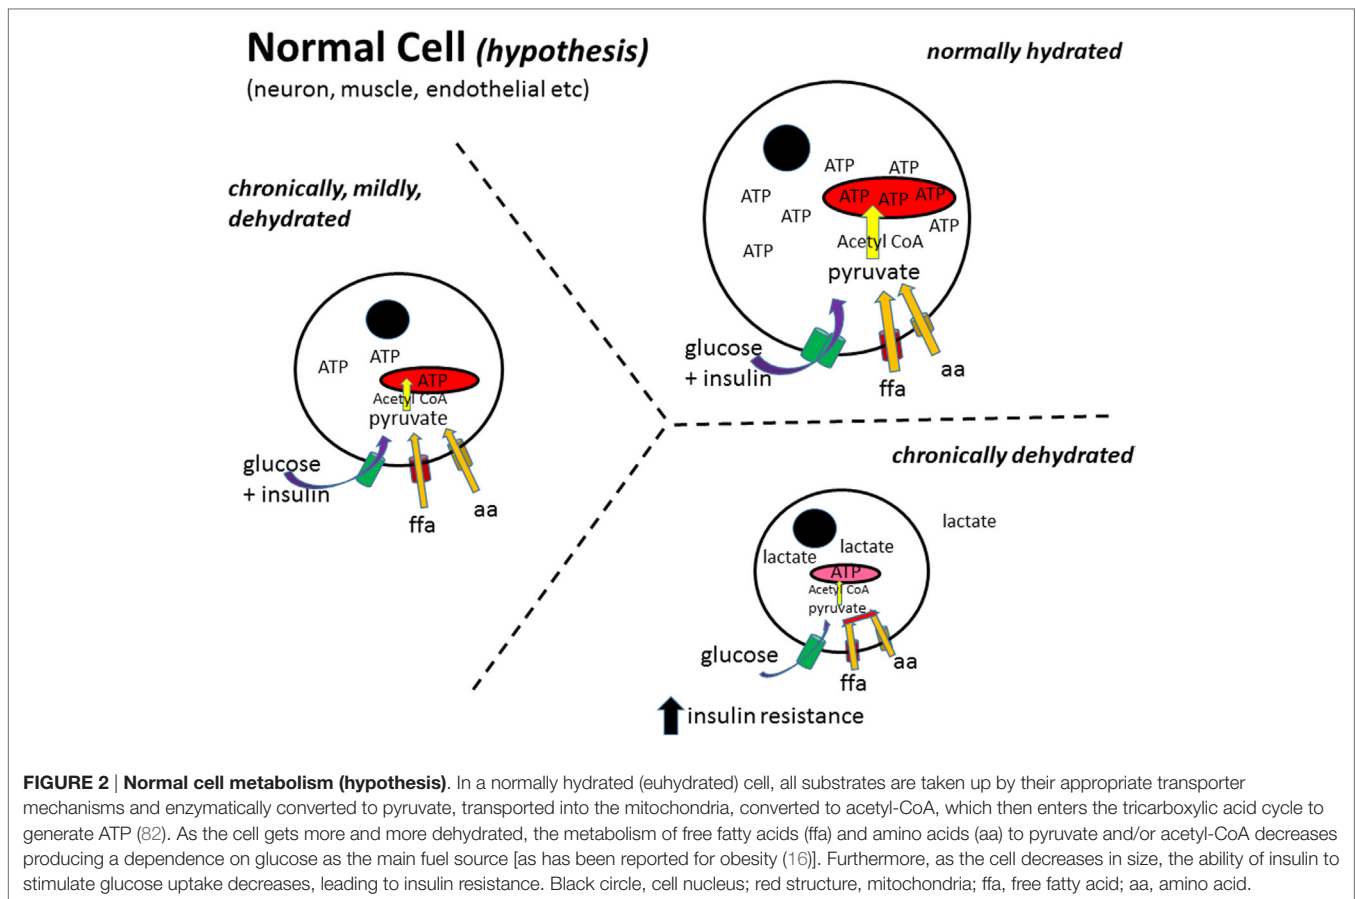 Normal Cell (hypothesis)
(neuron, muscle, endothelial etc)
normally hydrated
ATP
ATP
ATP
ATP
ATP
ATP
ATP
ATP
ATP
Acetyl CoA
pyruvate
glucose
+ insulin
ffa
aa
chronically, mildly,
dehydrated
ATP
ATP
ATP
Acetyl CoA
pyruvate
glucose
+ insulin
ffa
aa
chronically dehydrated
lactate
lactate
lactate
ATP
Acetyl CoA
pyruvate
glucose
ffa
aa
insulin resistance
FIGURE 2 | Normal cell metabolism (hypothesis). In a normally hydrated (euhydrated) cell, all substrates are taken up by their appropriate transporter
mechanisms and enzymatically converted to pyruvate, transported into the mitochondria, converted to acetyl-CoA, which then enters the tricarboxylic acid cycle to
generate ATP (82). As the cell gets more and more dehydrated, the metabolism of free fatty acids (ffa) and amino acids (aa) to pyruvate and/or acetyl-CoA decreases
producing a dependence on glucose as the main fuel source [as has been reported for obesity (16)]. Furthermore, as the cell decreases in size, the ability of insulin to
stimulate glucose uptake decreases, leading to insulin resistance. Black circle, cell nucleus; red structure, mitochondria; ffa, free fatty acid; aa, amino acid.